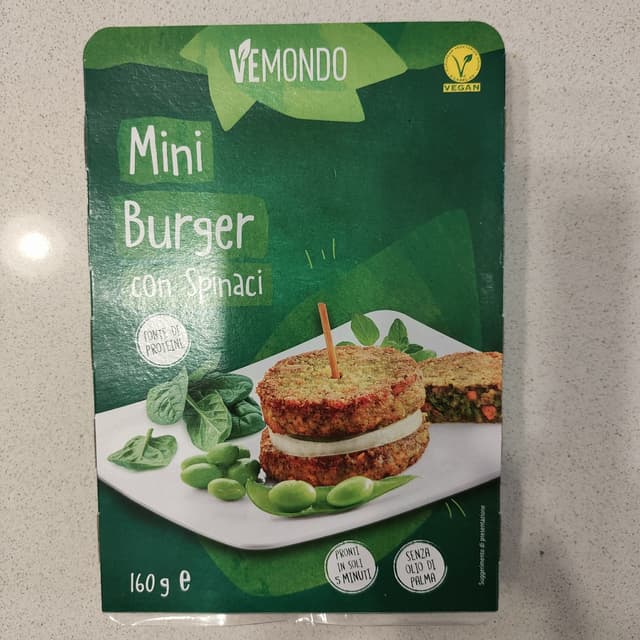 VEMONDO
VEGAN
Mini
Burger
con Spinaci
FONTE DI
PROTEINE
PRONTI
IN SOLI
5 MINUTI
SENZA
OLIO DI
PALMA
160 g e
Suggerimento di presentazione